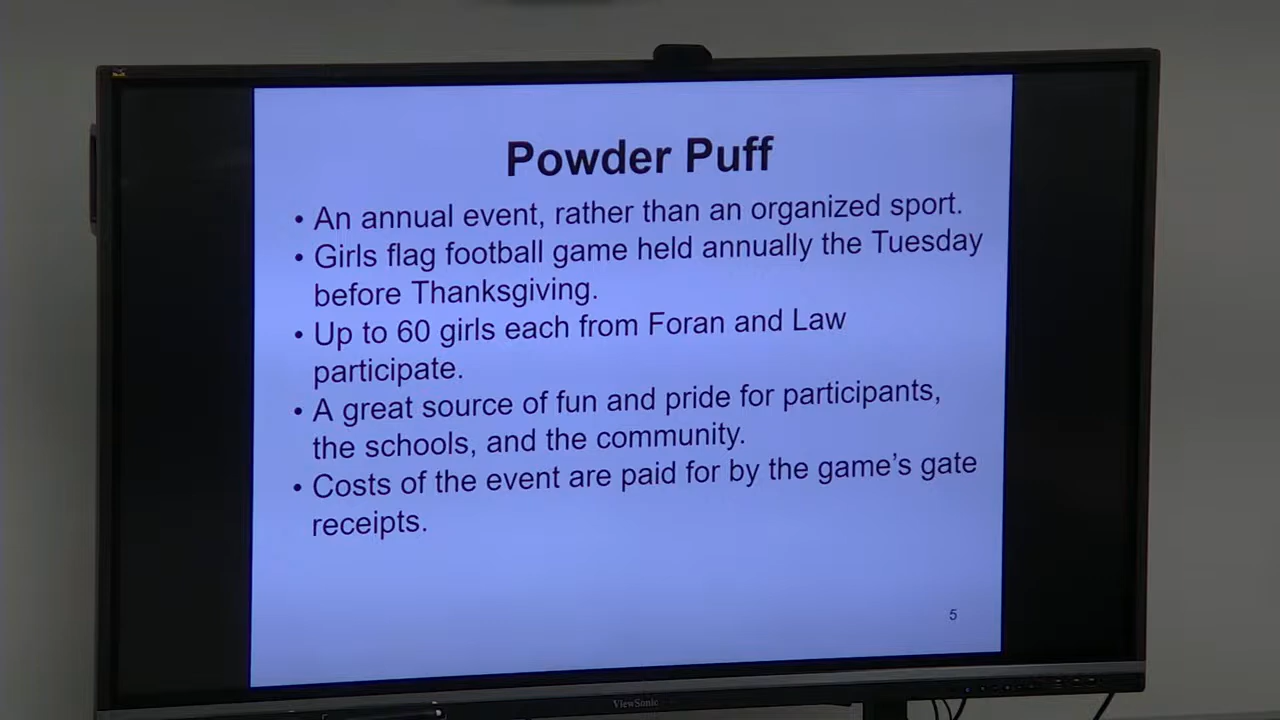 Powder Puff
• An annual event, rather than an organized sport.
• Girls flag football game held annually the Tuesday
before Thanksgiving.
• Up to 60 girls each from Foran and Law
participate.
• A great source of fun and pride for participants,
the schools, and the community.
• Costs of the event are paid for by the game’s gate
receipts.
5
ViewSonic